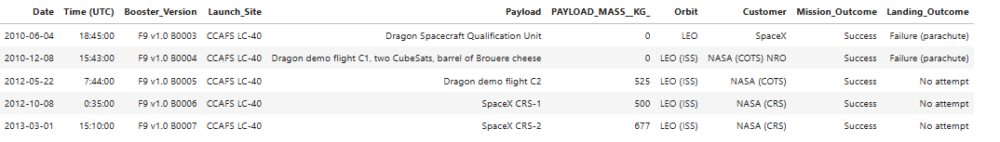 Date Time (UTC) Booster_Version Launch_Site Payload PAYLOAD_MASS__KG_ Orbit Customer Mission_Outcome Landing_Outcome
2010-06-04 18:45:00 F9 v1.0 B0003 CCAFS LC-40 Dragon Spacecraft Qualification Unit 0 LEO SpaceX Success Failure (parachute)
2010-12-08 15:43:00 F9 v1.0 B0004 CCAFS LC-40 Dragon demo flight C1, two CubeSats, barrel of Brouere cheese 0 LEO (ISS) NASA (COTS) NRO Success Failure (parachute)
2012-05-22 7:44:00 F9 v1.0 B0005 CCAFS LC-40 Dragon demo flight C2 525 LEO (ISS) NASA (COTS) Success No attempt
2012-10-08 0:35:00 F9 v1.0 B0006 CCAFS LC-40 SpaceX CRS-1 500 LEO (ISS) NASA (CRS) Success No attempt
2013-03-01 15:10:00 F9 v1.0 B0007 CCAFS LC-40 SpaceX CRS-2 677 LEO (ISS) NASA (CRS) Success No attempt